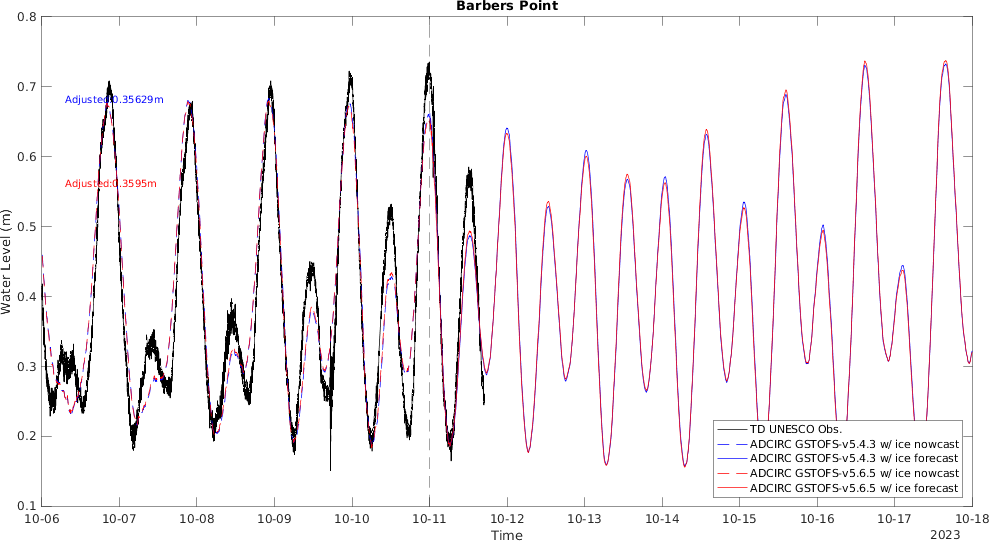 Barbers Point
Water Level (m)
0.8
0.7
0.6
0.5
0.4
0.3
0.2
0.1
Adjusted:0.35629m
Adjusted:0.3595m
TD UNESCO Obs.
ADCIRC GSTOFS-v5.4.3 w/ ice nowcast
ADCIRC GSTOFS-v5.4.3 w/ ice forecast
ADCIRC GSTOFS-v5.6.5 w/ ice nowcast
ADCIRC GSTOFS-v5.6.5 w/ ice forecast
10-06 10-07 10-08 10-09 10-10 10-11 10-12 10-13 10-14 10-15 10-16 10-17 10-18
Time
2023